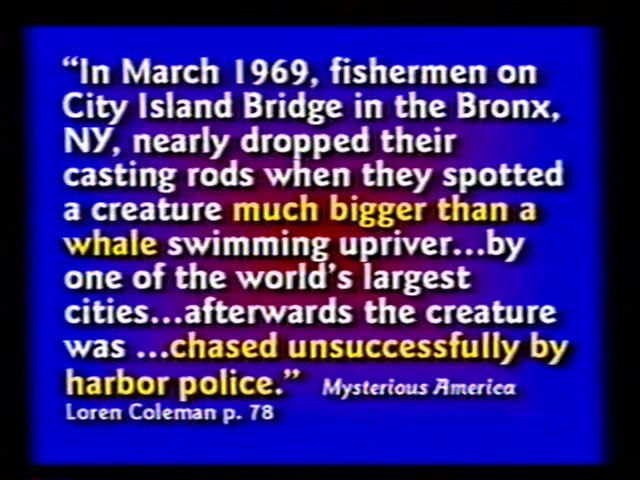 “In March 1969, fishermen on
City Island Bridge in the Bronx,
NY, nearly dropped their
casting rods when they spotted
a creature much bigger than a
whale swimming upriver...by
one of the world’s largest
cities...afterwards the creature
was ...chased unsuccessfully by
harbor police.” Mysterious America
Loren Coleman p. 78